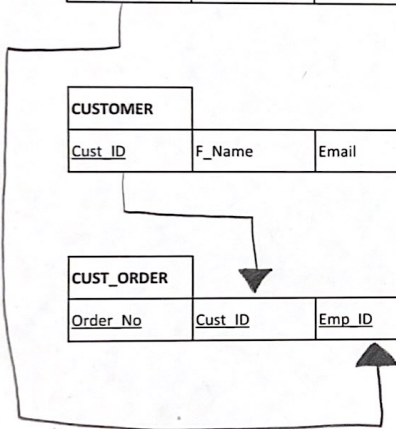 CUSTOMER
Cust_ID F_Name Email
CUST_ORDER
Order_No Cust_ID Emp_ID